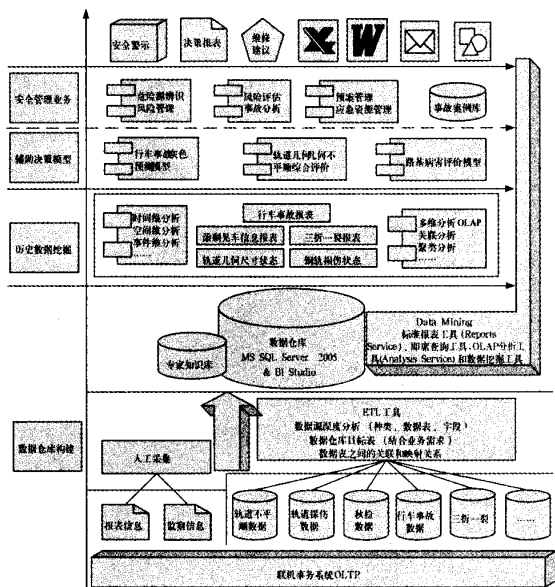 安全警示
决策报表
维修
建议
安全管理业务
危险源辨识
风险管理
风险评估
事故分析
预案管理
应急资源管理
事故案例库
辅助决策模型
行车事故灰色
预测模型
轨道几何几何不
平顺综合评价
路基病害评价模型
历史数据挖掘
时间维分析
空间维分析
事件维分析
……
行车事故报表
添乘晃车信息报表
三折一裂报表
轨道几何尺寸状态
钢轨损伤状态
多维分析OLAP
关联分析
聚类分析
……
数据仓库
MS SQL Server 2005
& BI Studio
专家知识库
Data Mining
标准报表工具(Reports
Service)、即席查询工具、OLAP分析工
具(Analysis Service)和数据挖掘工具
数据仓库构建
ETL工具
数据源深度分析（种类、数据表、字段）
数据仓库目标表（结合业务需求）
数据表之间的关联和映射关系
人工采集
报表信息
监测信息
轨道不平
顺数据
轨道探伤
数据
秋检
数据
行车事故
数据
三折一裂
……
联机事务系统OLTP